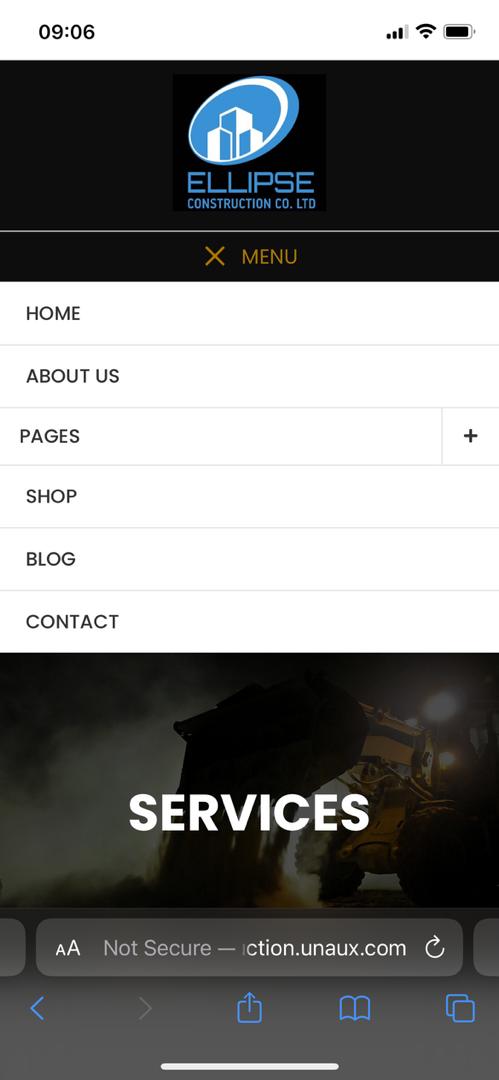 09:06
ELLIPSE
CONSTRUCTION CO. LTD
MENU
HOME
ABOUT US
PAGES
SHOP
BLOG
CONTACT
SERVICES
AA Not Secure — ction.unaux.com